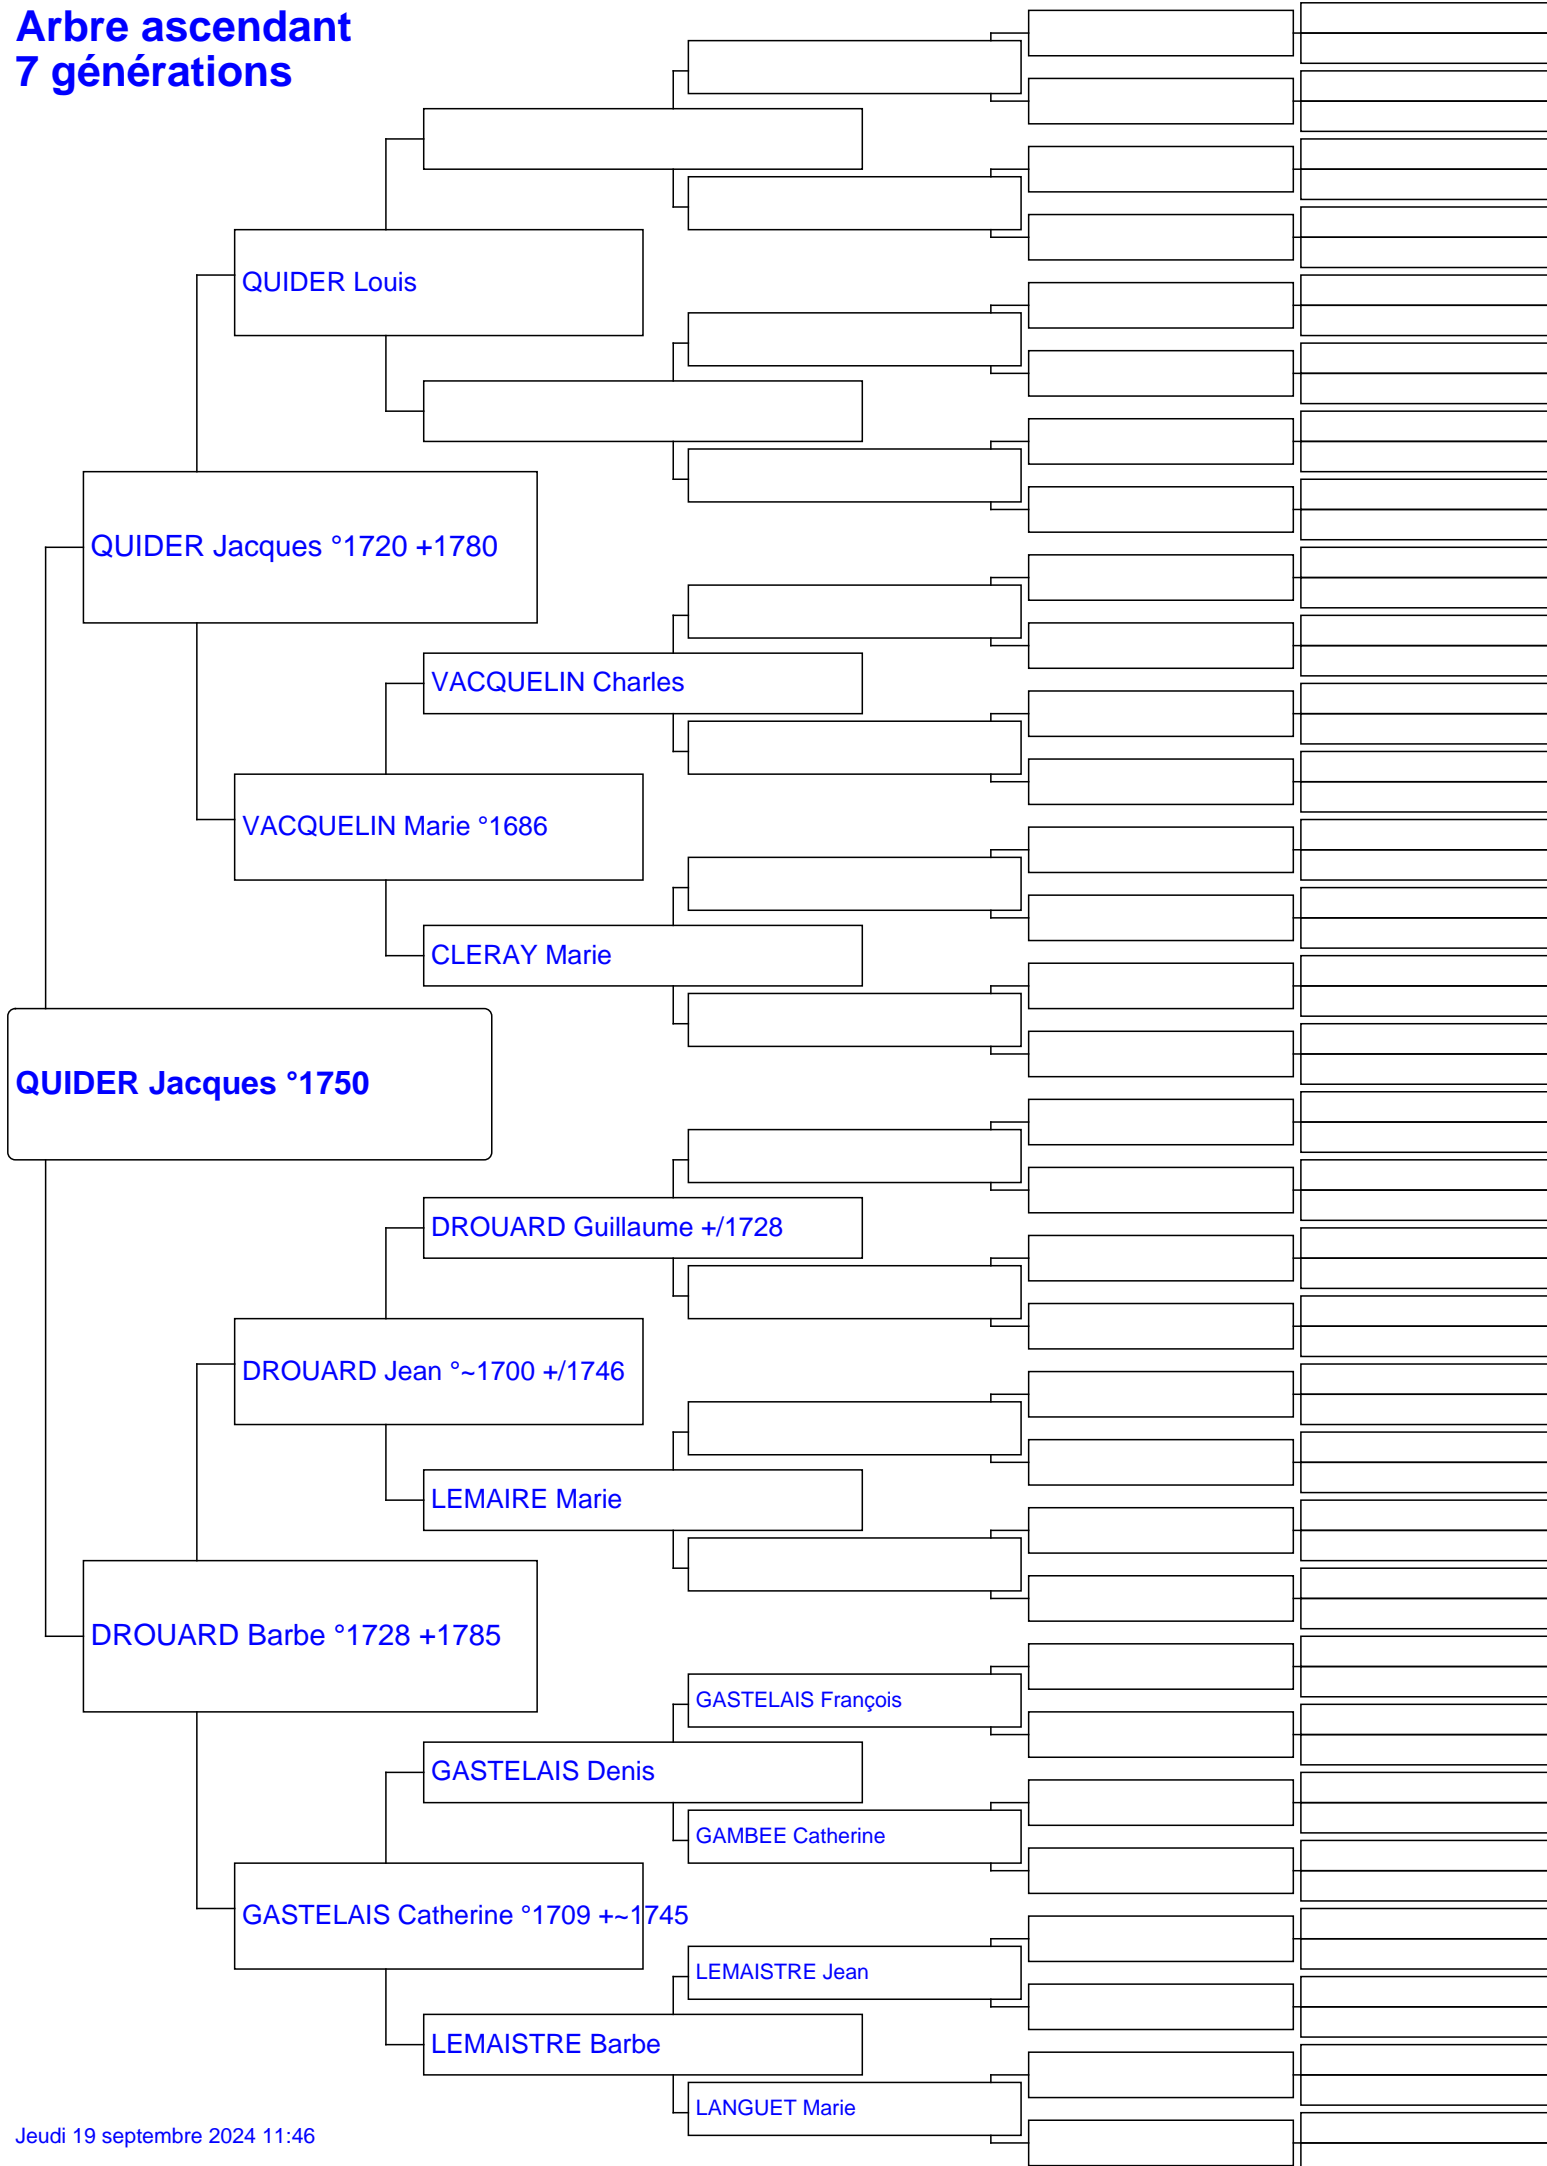 Arbre ascendant
7 générations
QUIDER Louis
QUIDER Jacques °1720 +1780
VACQUELIN Charles
VACQUELIN Marie °1686
CLERAY Marie
QUIDER Jacques °1750
DROUARD Guillaume +/1728
DROUARD Jean °~1700 +/1746
LEMAIRE Marie
DROUARD Barbe °1728 +1785
GASTELAIS François
GASTELAIS Denis
GAMBEE Catherine
GASTELAIS Catherine °1709 +~1745
LEMAISTRE Jean
LEMAISTRE Barbe
LANGUET Marie
Jeudi 19 septembre 2024 11:46